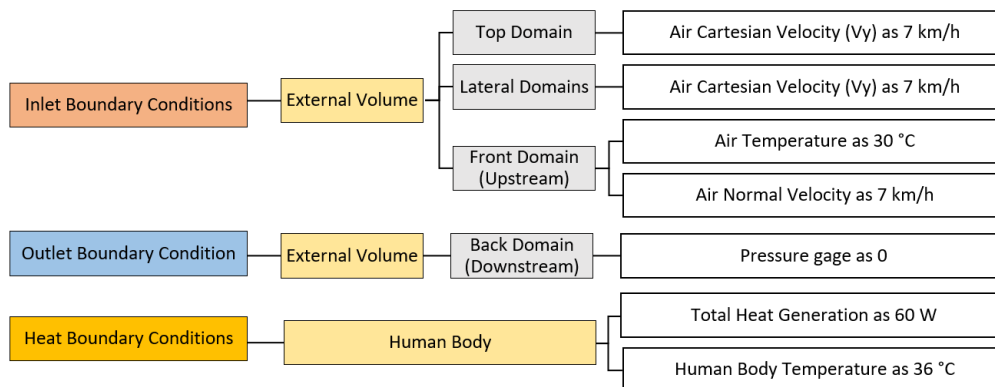 Inlet Boundary Conditions
External Volume
Top Domain
Air Cartesian Velocity (Vy) as 7 km/h
Lateral Domains
Air Cartesian Velocity (Vy) as 7 km/h
Front Domain
(Upstream)
Air Temperature as 30 °C
Air Normal Velocity as 7 km/h
Outlet Boundary Condition
External Volume
Back Domain
(Downstream)
Pressure gage as 0
Heat Boundary Conditions
Human Body
Total Heat Generation as 60 W
Human Body Temperature as 36 °C